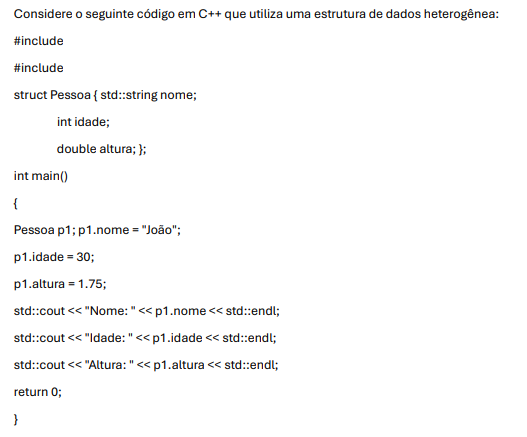 Considere o seguinte código em C++ que utiliza uma estrutura de dados heterogênea:
#include
#include
struct Pessoa { std::string nome;
int idade;
double altura; };
int main()
{
Pessoa p1; p1.nome = "João";
p1.idade = 30;
p1.altura = 1.75;
std::cout << "Nome: " << p1.nome << std::endl;
std::cout << "Idade: " << p1.idade << std::endl;
std::cout << "Altura: " << p1.altura << std::endl;
return 0;
}